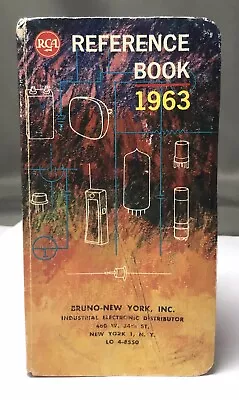 RCA
REFERENCE
BOOK
1963
BRUNO-NEW YORK, INC.
INDUSTRIAL ELECTRONIC DISTRIBUTOR
460 W. 34th ST.
NEW YORK 1, N. Y.
LO 4-8550